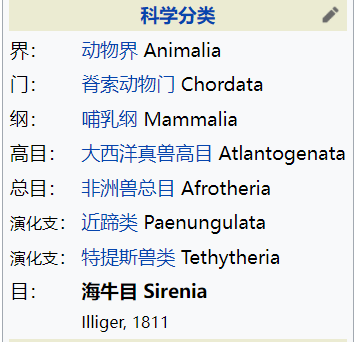 科学分类
界： 动物界 Animalia
门： 脊索动物门 Chordata
纲： 哺乳纲 Mammalia
高目： 大西洋真兽高目 Atlantogenata
总目： 非洲兽总目 Afrotheria
演化支： 近蹄类 Paenungulata
演化支： 特提斯兽类 Tethytheria
目： 海牛目 Sirenia
Illiger, 1811